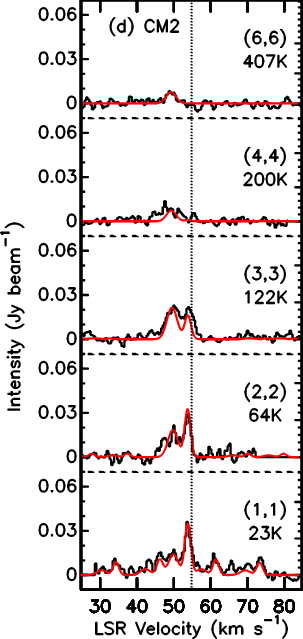 (d) CM2
0.06
0.03
0
(6,6)
407K
0.06
0.03
0
(4,4)
200K
0.06
0.03
0
(3,3)
122K
0.06
0.03
0
(2,2)
64K
0.06
0.03
0
(1,1)
23K
Intensity (Jy beam−1)
30 40 50 60 70 80
LSR Velocity (km s−1)